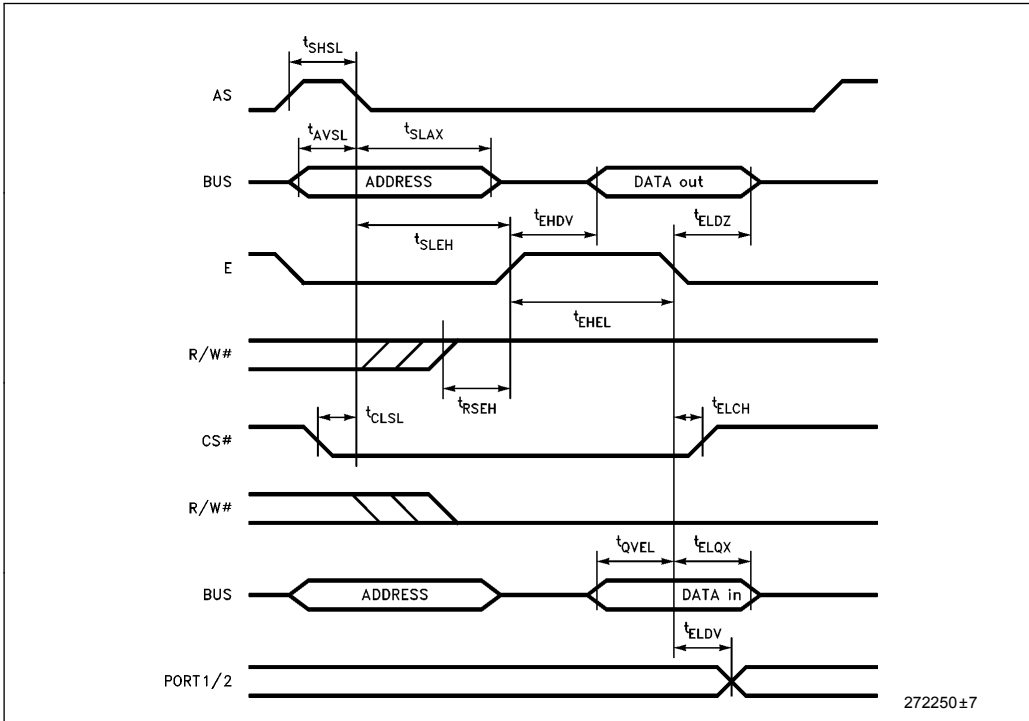 tSHSL
AS
tAVSL
tSLAX
BUS
ADDRESS
DATA out
tSLEH
tEHDV
tELDZ
E
tEHEL
R/W#
tRSEH
tCLSL
tELCH
CS#
R/W#
tQVEL
tELQX
BUS
ADDRESS
DATA in
tELDV
PORT1/2
272250±7